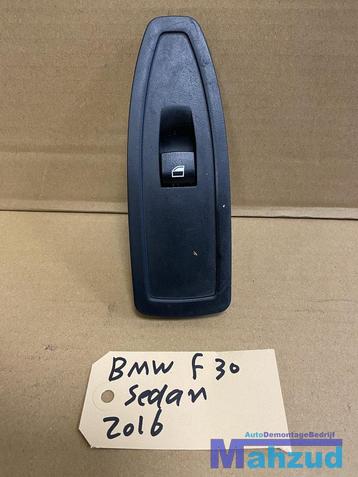 BMW F30
Sedan
2016
AutoDemontageBedrijf
Mahzud